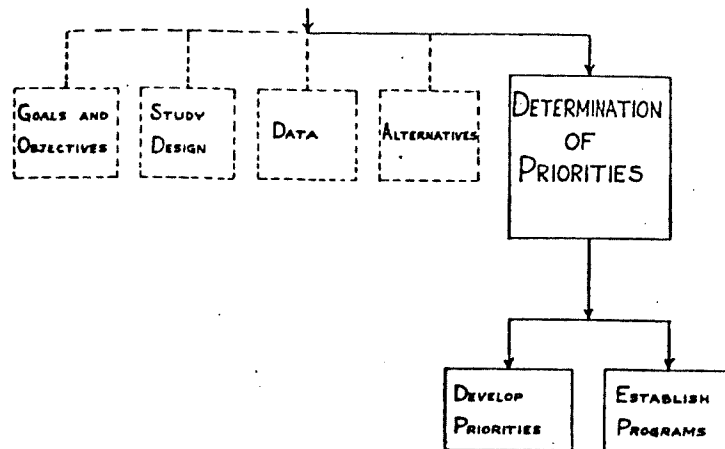 GOALS AND
OBJECTIVES
STUDY
DESIGN
DATA
ALTERNATIVES
DETERMINATION
OF
PRIORITIES
DEVELOP
PRIORITIES
ESTABLISH
PROGRAMS